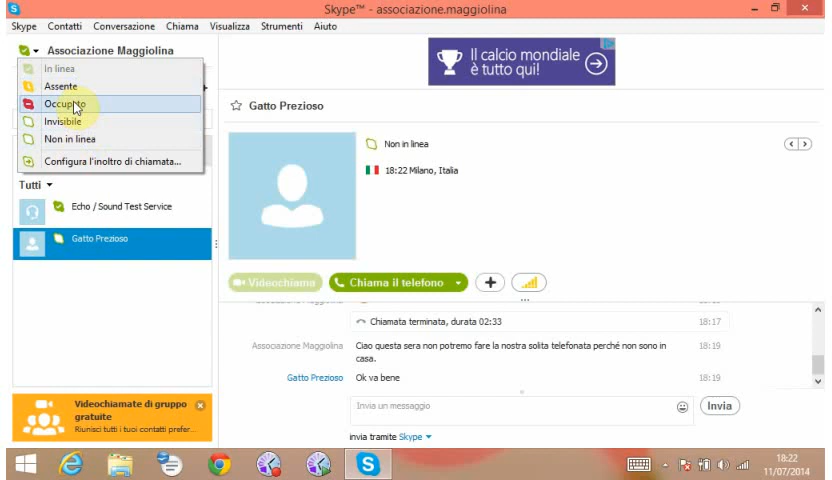 Skype™ - associazione.maggiolina
Skype Contatti Conversazione Chiama Visualizza Strumenti Aiuto
Associazione Maggiolina
In linea
Assente
Occupato
Invisibile
Non in linea
Configura l'inoltro di chiamata...
Il calcio mondiale
è tutto qui!
Tutti
Echo / Sound Test Service
Gatto Prezioso
Gatto Prezioso
Non in linea
18:22 Milano, Italia
Videochiama
Chiama il telefono
Chiamata terminata, durata 02:33 18:17
Associazione Maggiolina Ciao questa sera non potremo fare la nostra solita telefonata perché non sono in 18:19
casa.
Gatto Prezioso Ok va bene 18:19
Invia un messaggio
Invia
invia tramite Skype
Videochiamate di gruppo
gratuite
Riunisci tutti i tuoi contatti prefer...
18:22
11/07/2014